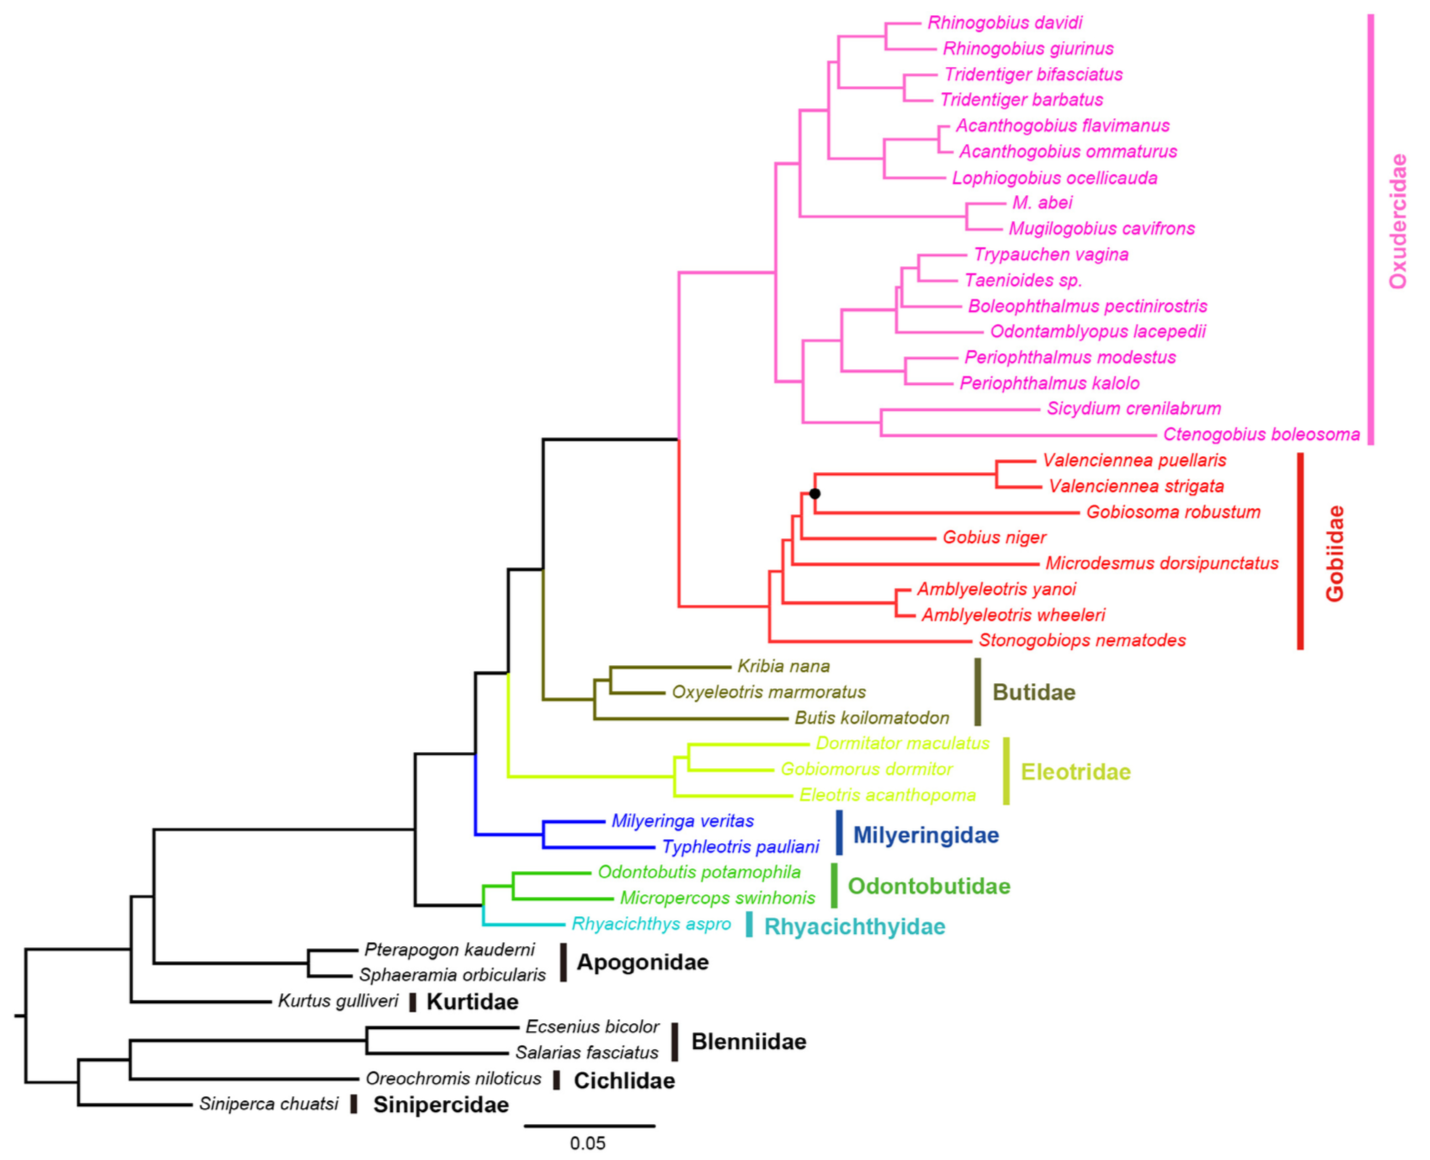 Rhinogobius davidi
Rhinogobius giurinus
Tridentiger bifasciatus
Tridentiger barbatus
Acanthogobius flavimanus
Acanthogobius ommaturus
Lophiogobius ocellicauda
M. abei
Mugilogobius cavifrons
Trypauchen vagina
Taenioides sp.
Boleophthalmus pectinirostris
Odontamblyopus lacepedii
Periophthalmus modestus
Periophthalmus kalolo
Sicydium crenilabrum
Ctenogobius boleosoma
Oxudercidae
Valenciennea puellaris
Valenciennea strigata
Gobiosoma robustum
Gobius niger
Microdesmus dorsipunctatus
Amblyeleotris yanoi
Amblyeleotris wheeleri
Stonogobiops nematodes
Gobiidae
Kribia nana
Oxyeleotris marmoratus
Butis koilomatodon
Butidae
Dormitator maculatus
Gobiomorus dormitor
Eleotris acanthopoma
Eleotridae
Milyeringa veritas
Typhleotris pauliani
Milyeringidae
Odontobutis potamophila
Micropercops swinhonis
Odontobutidae
Rhyacichthys aspro
Rhyacichthyidae
Pterapogon kauderni
Sphaeramia orbicularis
Apogonidae
Kurtus gulliveri
Kurtidae
Ecsenius bicolor
Salarias fasciatus
Blenniidae
Oreochromis niloticus
Cichlidae
Siniperca chuatsi
Sinipercidae
0.05